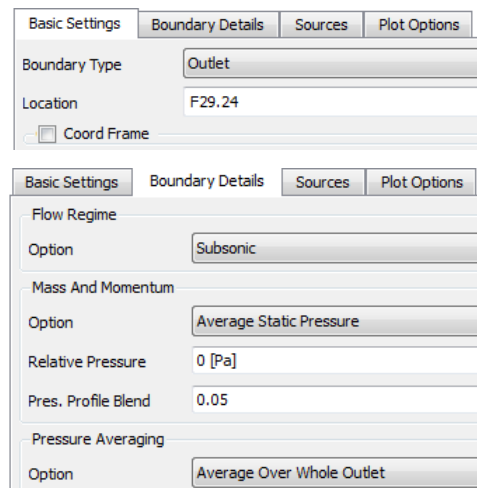 Basic Settings Boundary Details Sources Plot Options
Boundary Type Outlet
Location F29.24
Coord Frame
Basic Settings Boundary Details Sources Plot Options
Flow Regime
Option Subsonic
Mass And Momentum
Option Average Static Pressure
Relative Pressure 0 [Pa]
Pres. Profile Blend 0.05
Pressure Averaging
Option Average Over Whole Outlet